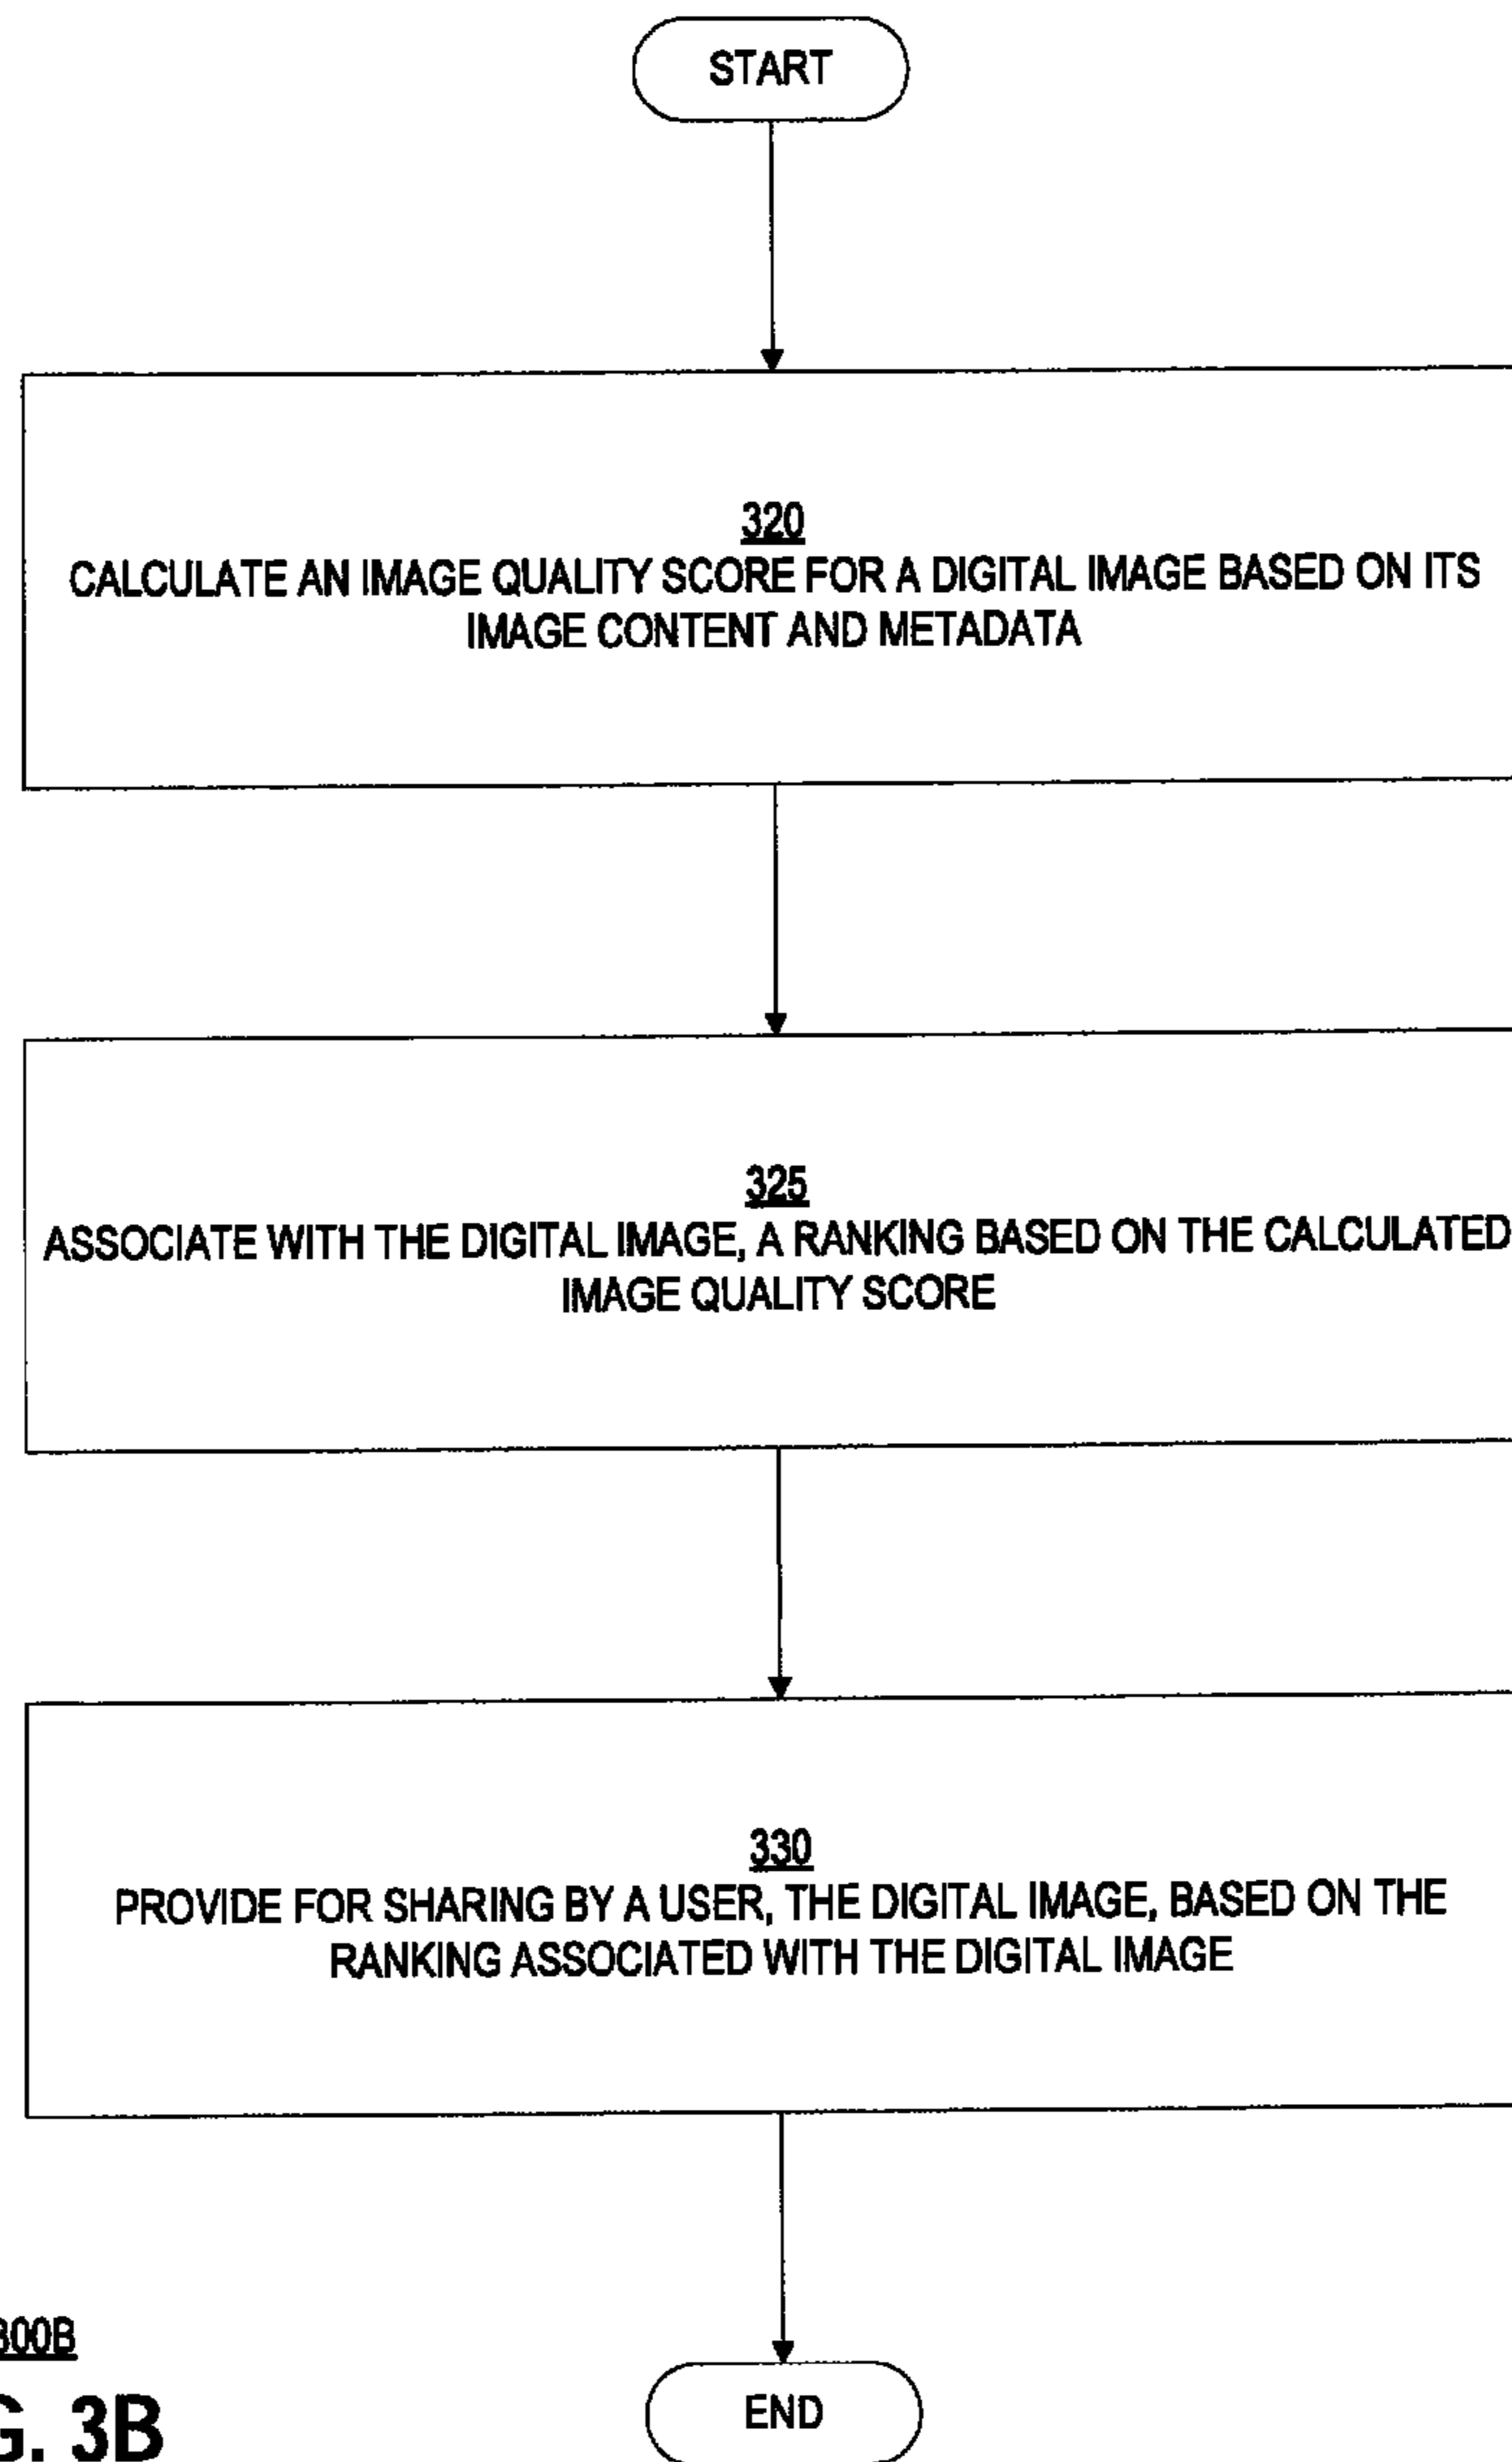 START
320
CALCULATE AN IMAGE QUALITY SCORE FOR A DIGITAL IMAGE BASED ON ITS
IMAGE CONTENT AND METADATA
325
ASSOCIATE WITH THE DIGITAL IMAGE, A RANKING BASED ON THE CALCULATED
IMAGE QUALITY SCORE
330
PROVIDE FOR SHARING BY A USER, THE DIGITAL IMAGE, BASED ON THE
RANKING ASSOCIATED WITH THE DIGITAL IMAGE
300B
G. 3B
END